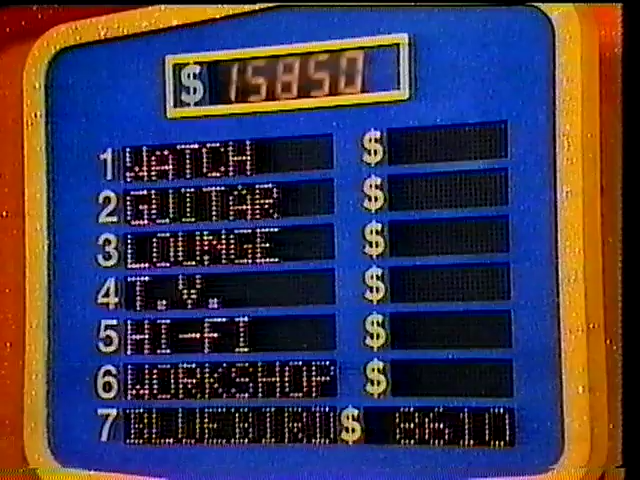 $ 15850
1 WATCH $
2 GUITAR $
3 LOUNGE $
4 T.V. $
5 HI-FI $
6 WORKSHOP $
7 BLUEBIRD $ 8610